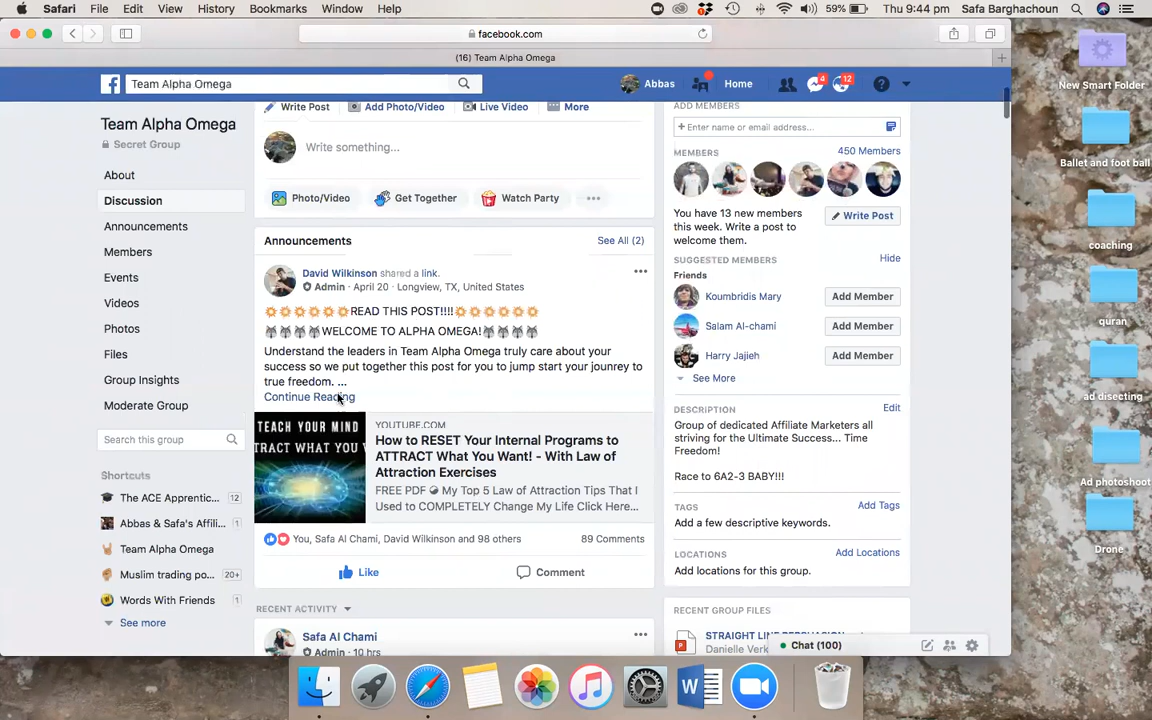 Safari File Edit View History Bookmarks Window Help 59% Thu 9:44 pm Safa Barghachoun
facebook.com
(16) Team Alpha Omega
Team Alpha Omega Abbas Home 4 12
Team Alpha Omega
Secret Group
About
Discussion
Announcements
Members
Events
Videos
Photos
Files
Group Insights
Moderate Group
Search this group
Shortcuts
The ACE Apprentic... 12
Abbas & Safa's Affili... 1
Team Alpha Omega
Muslim trading po... 20+
Words With Friends 1
See more
Write Post Add Photo/Video Live Video More
Write something...
Photo/Video Get Together Watch Party
Announcements See All (2)
David Wilkinson shared a link.
Admin · April 20 · Longview, TX, United States
READ THIS POST!!!!
WELCOME TO ALPHA OMEGA!
Understand the leaders in Team Alpha Omega truly care about your
success so we put together this post for you to jump start your jounrey to
true freedom. ...
Continue Reading
TEACH YOUR MIND
TRACT WHAT YOU
YOUTUBE.COM
How to RESET Your Internal Programs to
ATTRACT What You Want! - With Law of
Attraction Exercises
FREE PDF My Top 5 Law of Attraction Tips That I
Used to COMPLETELY Change My Life Click Here...
You, Safa Al Chami, David Wilkinson and 98 others 89 Comments
Like Comment
RECENT ACTIVITY
Safa Al Chami
Admin · 10 hrs
ADD MEMBERS
+ Enter name or email address...
MEMBERS 450 Members
You have 13 new members
this week. Write a post to
welcome them.
Write Post
SUGGESTED MEMBERS Hide
Friends
Koumbridis Mary Add Member
Salam Al-chami Add Member
Harry Jajieh Add Member
See More
DESCRIPTION Edit
Group of dedicated Affiliate Marketers all
striving for the Ultimate Success... Time
Freedom!
Race to 6A2-3 BABY!!!
TAGS Add Tags
Add a few descriptive keywords.
LOCATIONS Add Locations
Add locations for this group.
RECENT GROUP FILES
STRAIGHT LINE PERSUASION
Danielle Verk
Chat (100)
New Smart Folder
Ballet and foot ball
coaching
quran
ad disecting
Ad photoshoot
Drone